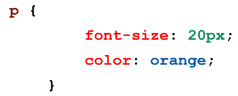 p {
font-size: 20px;
color: orange;
}